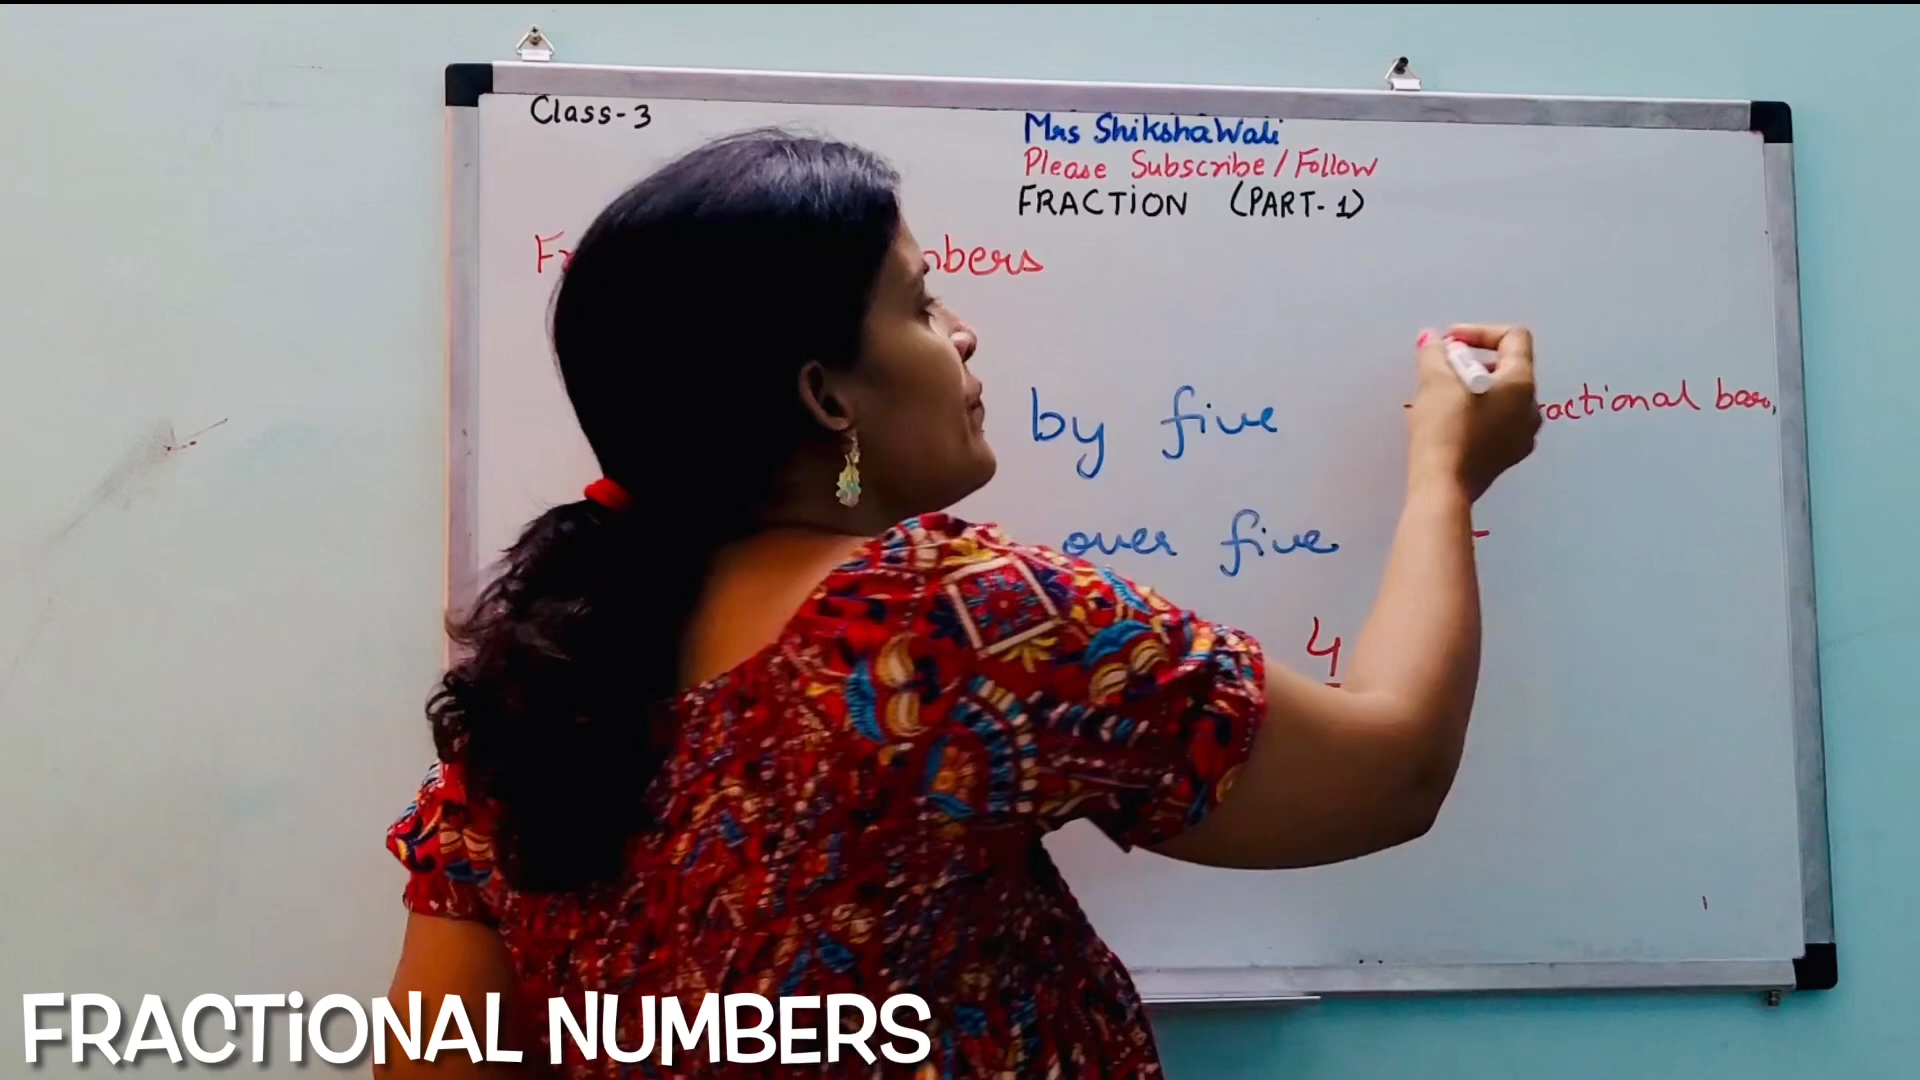 Class-3
Mrs ShikshaWali
Please Subscribe/Follow
FRACTION (PART-1)
by five
over five
4
FRACTIONAL NUMBERS